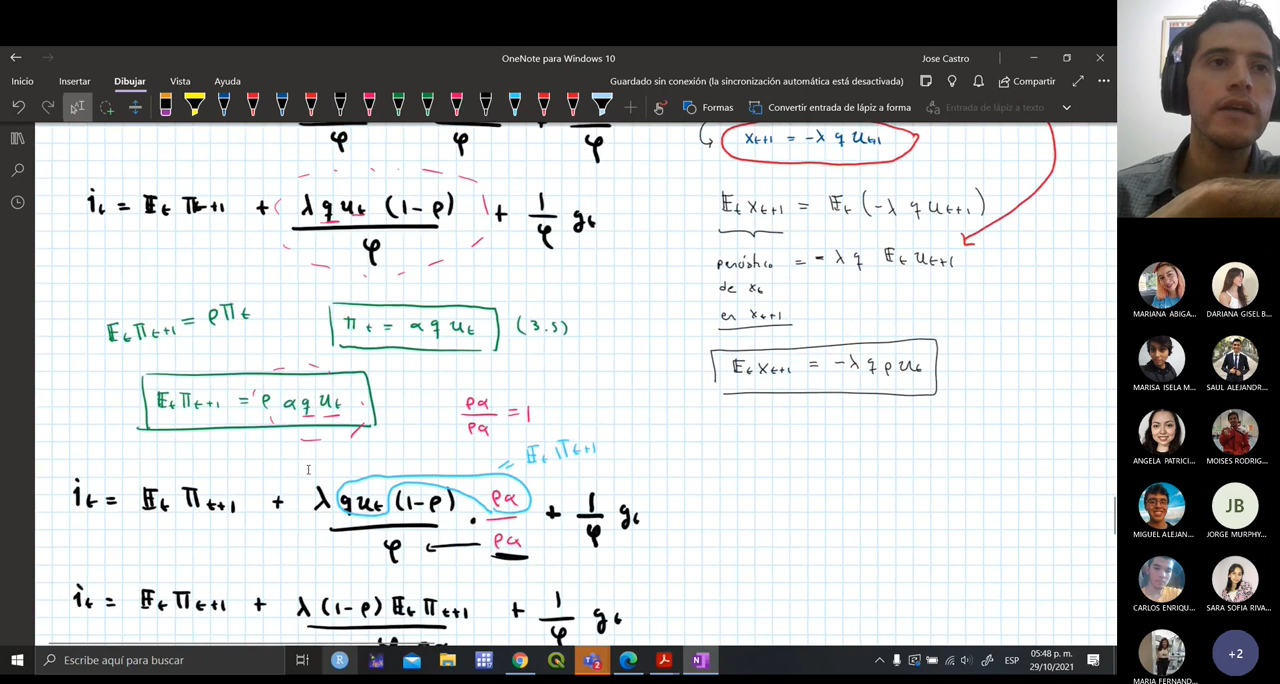 OneNote para Windows 10
Jose Castro
Inicio Insertar Dibujar Vista Ayuda
Guardado sin conexión (la sincronización automática está desactivada)
Compartir
Formas
Convertir entrada de lápiz a forma
Entrada de lápiz a texto
φ φ φ
i_t = E_t π_{t+1} + λ q u_t (1-ρ) / φ + 1/φ g_t
E_t π_{t+1} = ρ π_t
π_t = α q u_t (3.5)
E_t π_{t+1} = ρ α q u_t
ρα/ρα = 1
= E_t π_{t+1}
i_t = E_t π_{t+1} + λ q u_t (1-ρ) / φ · ρα/ρα + 1/φ g_t
i_t = E_t π_{t+1} + λ (1-ρ) E_t π_{t+1} + 1/φ g_t
x_{t+1} = -λ q u_{t+1}
E_t x_{t+1} = E_t (-λ q u_{t+1})
= -λ q E_t u_{t+1}
de x_t
en x_{t+1}
E_t x_{t+1} = -λ q ρ u_t
MARIANA ABIGA...
DARIANA GISEL B...
MARISA ISELA M...
SAUL ALEJANDR...
ANGELA PATRICI...
MOISES RODRIG...
JB
MIGUEL ALEJAN...
JORGE MURPHY...
CARLOS ENRIQU...
SARA SOFIA RIVA...
+2
MARIA FERNAND...
Escribe aquí para buscar
ESP
05:48 p. m.
29/10/2021